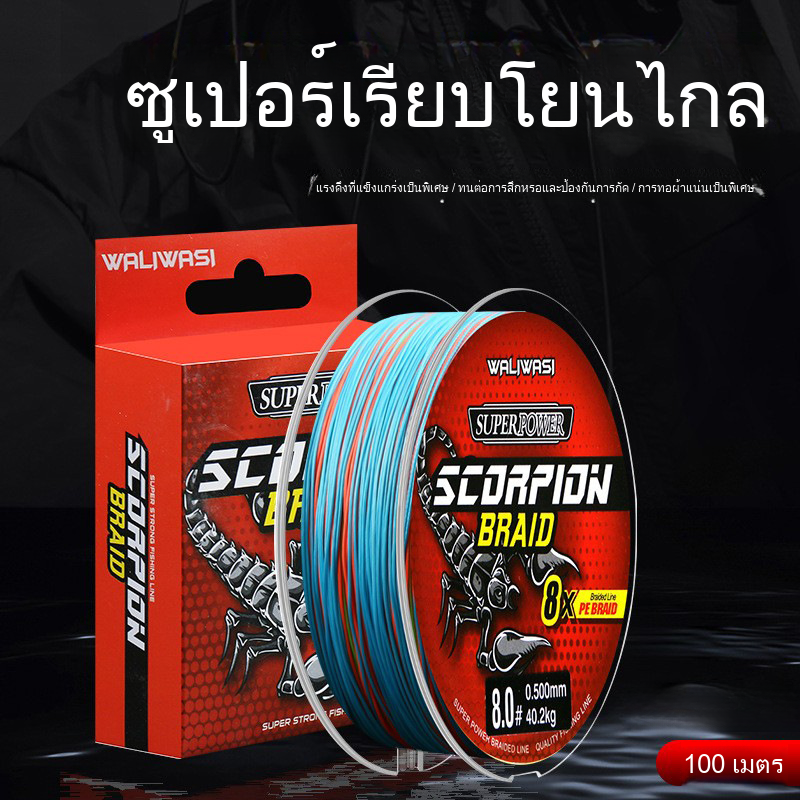 ซูเปอร์เรียบโยนไกล
แรงดึงที่แข็งแกร่งเป็นพิเศษ / ทนต่อการสึกหรอและป้องกันการกัด / การทอผ้าแน่นเป็นพิเศษ
WALIWASI
SUPER
SCORPION
BRAID
SUPER STRONG FISHING LINE
SUPER STRONG
WALIWASI
SUPERPOWER
SCORPION
BRAID
8X
Braided Line
PE BRAID
8.0#
0.500mm
40.2kg
SUPER POWER BRAIDED LINE QUALITY FISHING LINE
100 เมตร